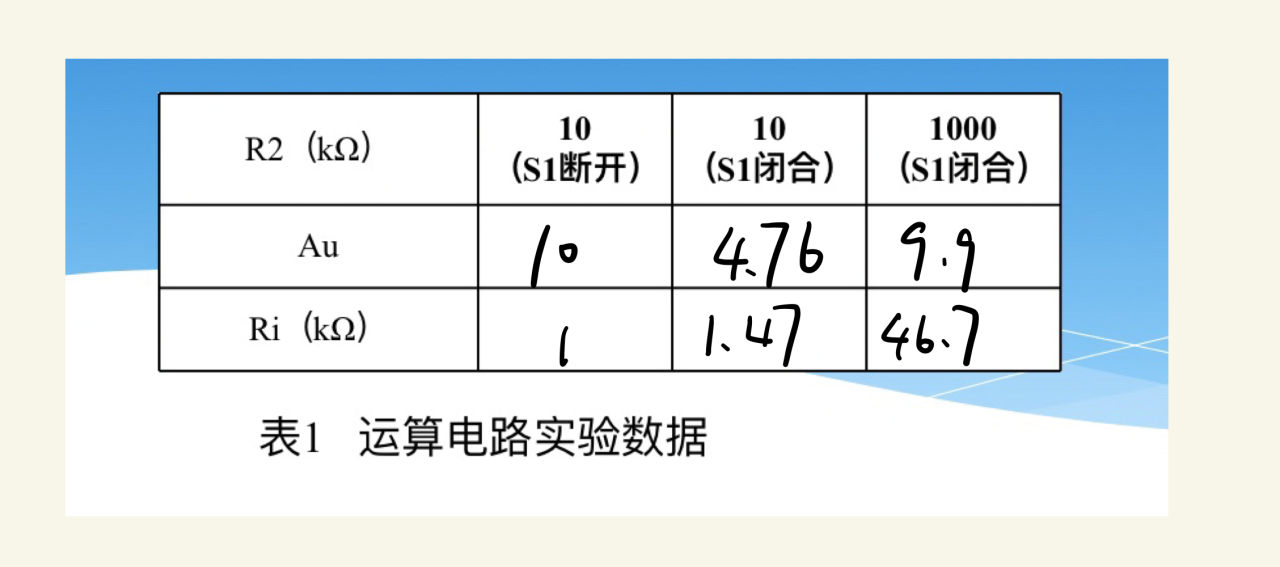 R2（kΩ） 10 （S1断开） 10 （S1闭合） 1000 （S1闭合）
Au 10 4.76 9.9
Ri（kΩ） 1 1.47 46.7
表1 运算电路实验数据